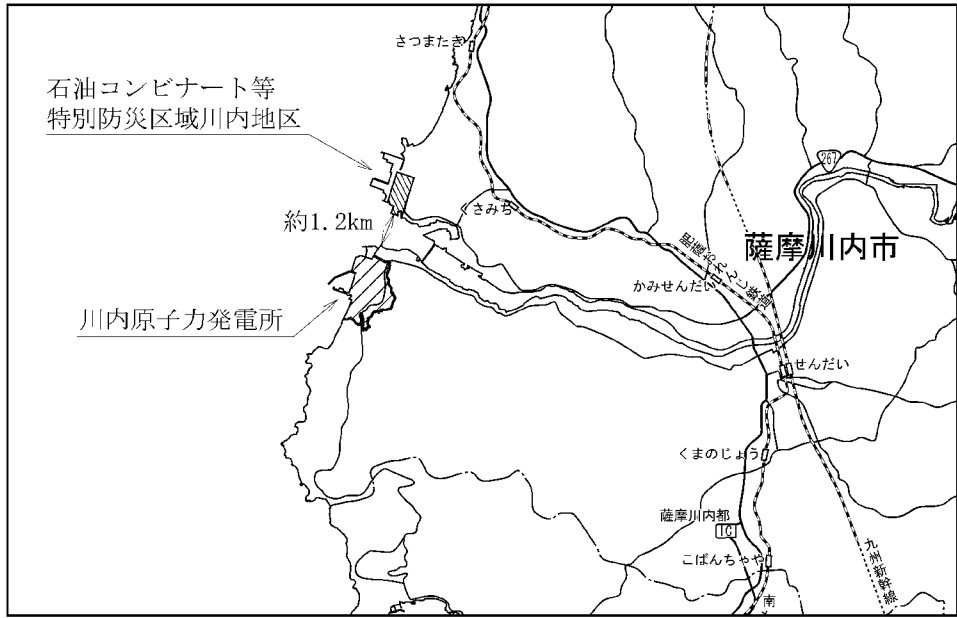 さつまたき
石油コンビナート等
特別防災区域川内地区
267
さみち
約1.2km
薩摩川内市
肥薩おれんじ鉄道
かみせんだい
川内原子力発電所
せんだい
くまのじょう
薩摩川内都
IC
こばんちゃや
九州新幹線
南